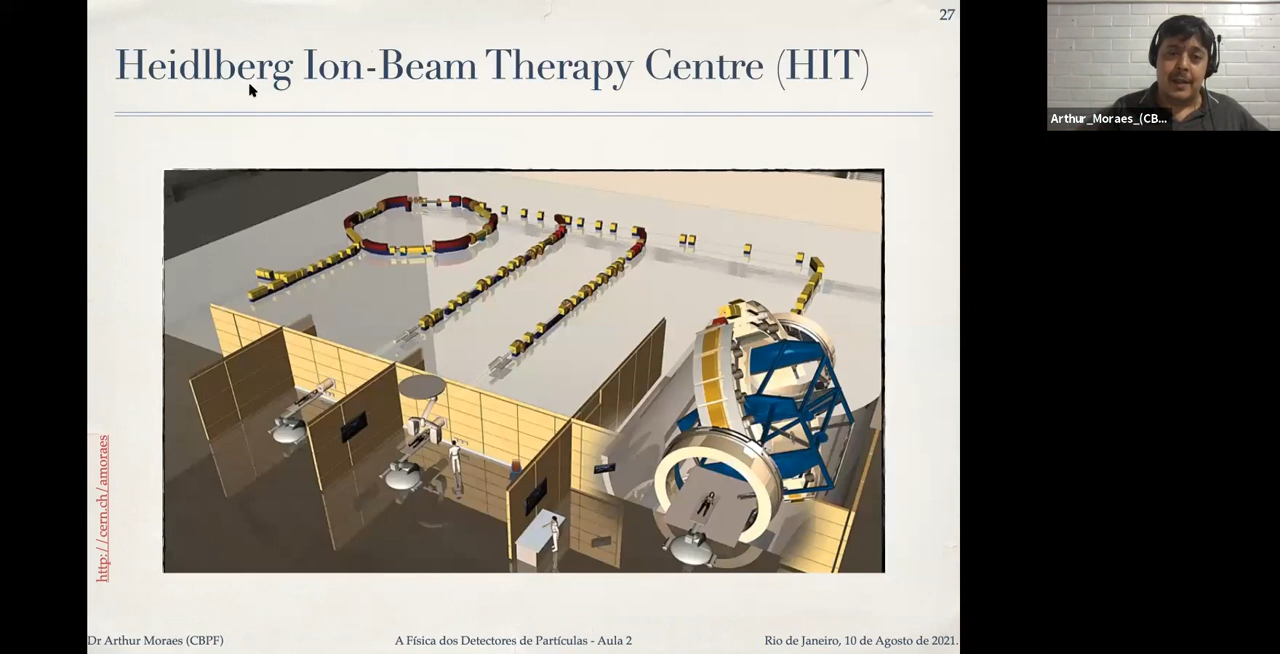 27
Heidlberg Ion-Beam Therapy Centre (HIT)
Arthur_Moraes_(CB...
http://cern.ch/amoraes
Dr Arthur Moraes (CBPF)
A Física dos Detectores de Partículas - Aula 2
Rio de Janeiro, 10 de Agosto de 2021.